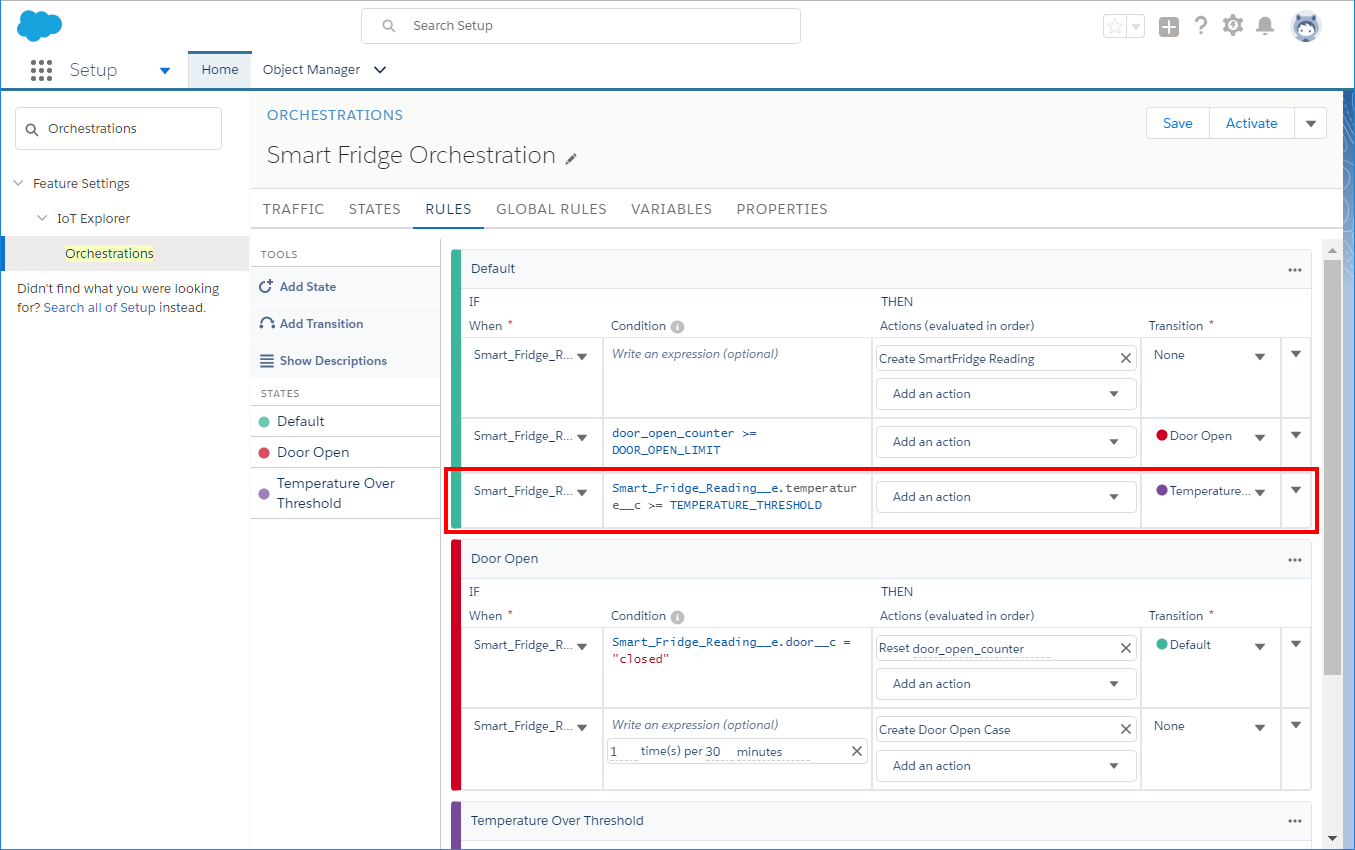 Search Setup
Setup
Home
Object Manager
Orchestrations
Feature Settings
IoT Explorer
Orchestrations
Didn't find what you were looking
for? Search all of Setup instead.
ORCHESTRATIONS
Smart Fridge Orchestration
Save
Activate
TRAFFIC
STATES
RULES
GLOBAL RULES
VARIABLES
PROPERTIES
TOOLS
Add State
Add Transition
Show Descriptions
STATES
Default
Door Open
Temperature Over
Threshold
Default
IF
THEN
When *
Condition
Actions (evaluated in order)
Transition *
Smart_Fridge_R...
Write an expression (optional)
Create SmartFridge Reading
None
Add an action
Smart_Fridge_R...
door_open_counter >=
DOOR_OPEN_LIMIT
Add an action
Door Open
Smart_Fridge_R...
Smart_Fridge_Reading__e.temperatur
e__c >= TEMPERATURE_THRESHOLD
Add an action
Temperature...
Door Open
IF
THEN
When *
Condition
Actions (evaluated in order)
Transition *
Smart_Fridge_R...
Smart_Fridge_Reading__e.door__c =
"closed"
Reset door_open_counter
Default
Add an action
Smart_Fridge_R...
Write an expression (optional)
1 time(s) per 30 minutes
Create Door Open Case
None
Add an action
Temperature Over Threshold